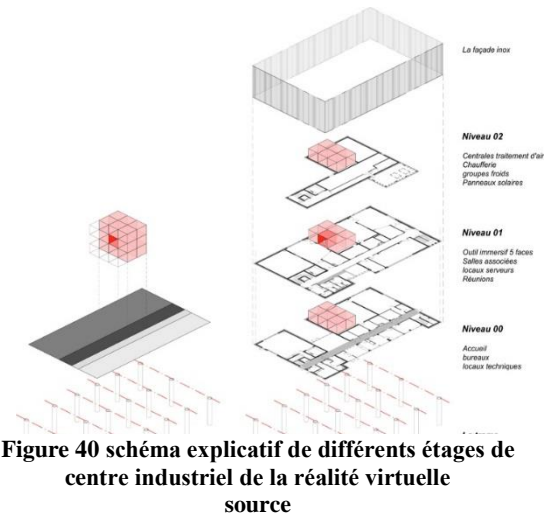 La façade inox
Niveau 02
Centrales traitement d'air
Chaufferie
groupes froids
Panneaux solaires
Niveau 01
Outil immersif 5 faces
Salles associées
locaux serveurs
Réunions
Niveau 00
Accueil
bureaux
locaux techniques
Figure 40 schéma explicatif de différents étages de
centre industriel de la réalité virtuelle
source